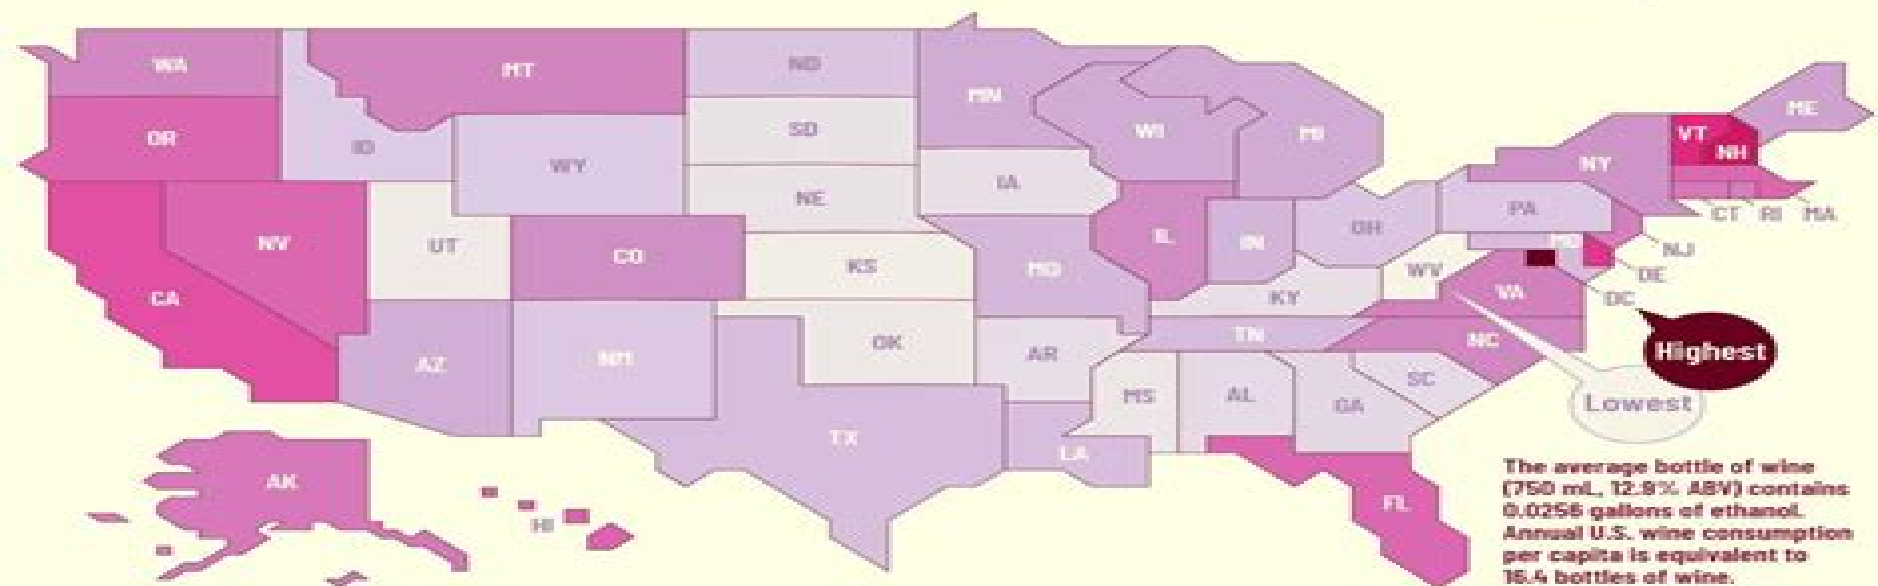 WA
MT
ND
MN
ME
OR
ID
SD
WI
MI
VT
NH
WY
NY
IA
NE
CT RI MA
PA
NV
UT
CO
IL
IN
OH
NJ
KS
MO
WV
DE
CA
VA
DC
KY
OK
TN
NC
AZ
NM
AR
Highest
SC
MS
AL
GA
Lowest
TX
LA
AK
FL
HI
The average bottle of wine
(750 mL, 12.9% ABV) contains
0.0256 gallons of ethanol.
Annual U.S. wine consumption
per capita is equivalent to
16.4 bottles of wine.